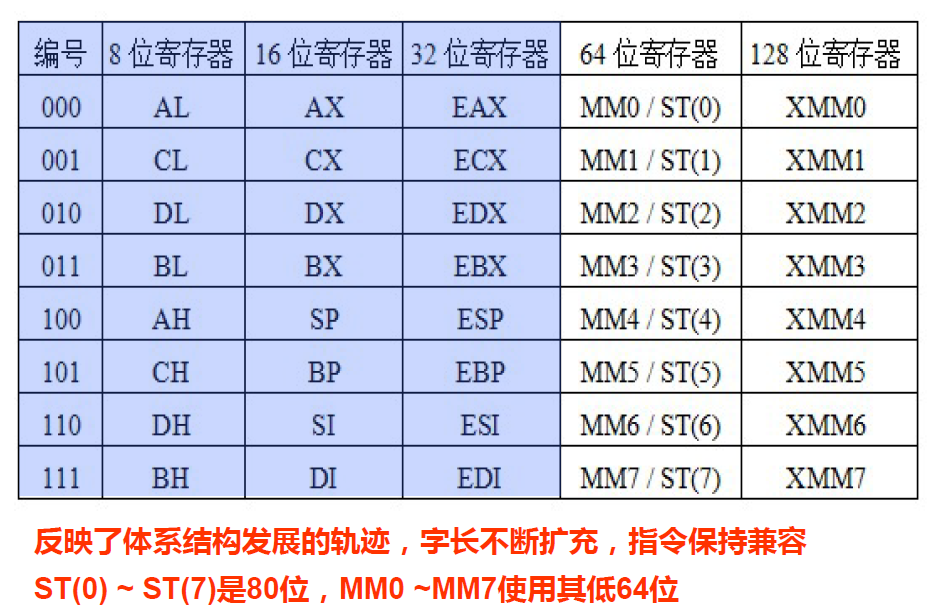 编号 8 位寄存器 16 位寄存器 32 位寄存器 64 位寄存器 128 位寄存器
000 AL AX EAX MM0 / ST(0) XMM0
001 CL CX ECX MM1 / ST(1) XMM1
010 DL DX EDX MM2 / ST(2) XMM2
011 BL BX EBX MM3 / ST(3) XMM3
100 AH SP ESP MM4 / ST(4) XMM4
101 CH BP EBP MM5 / ST(5) XMM5
110 DH SI ESI MM6 / ST(6) XMM6
111 BH DI EDI MM7 / ST(7) XMM7
反映了体系结构发展的轨迹，字长不断扩充，指令保持兼容
ST(0) ~ ST(7)是80位，MM0 ~MM7使用其低64位